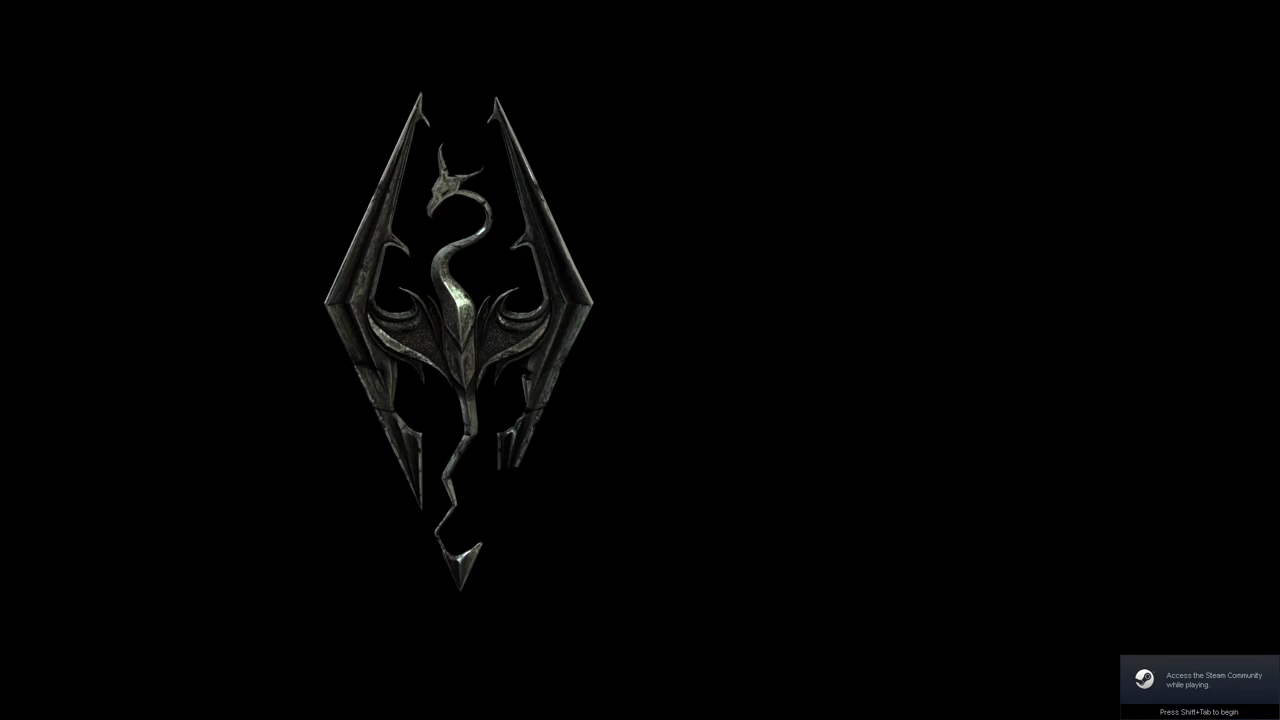 Access the Steam Community
while playing.
Press Shift+Tab to begin